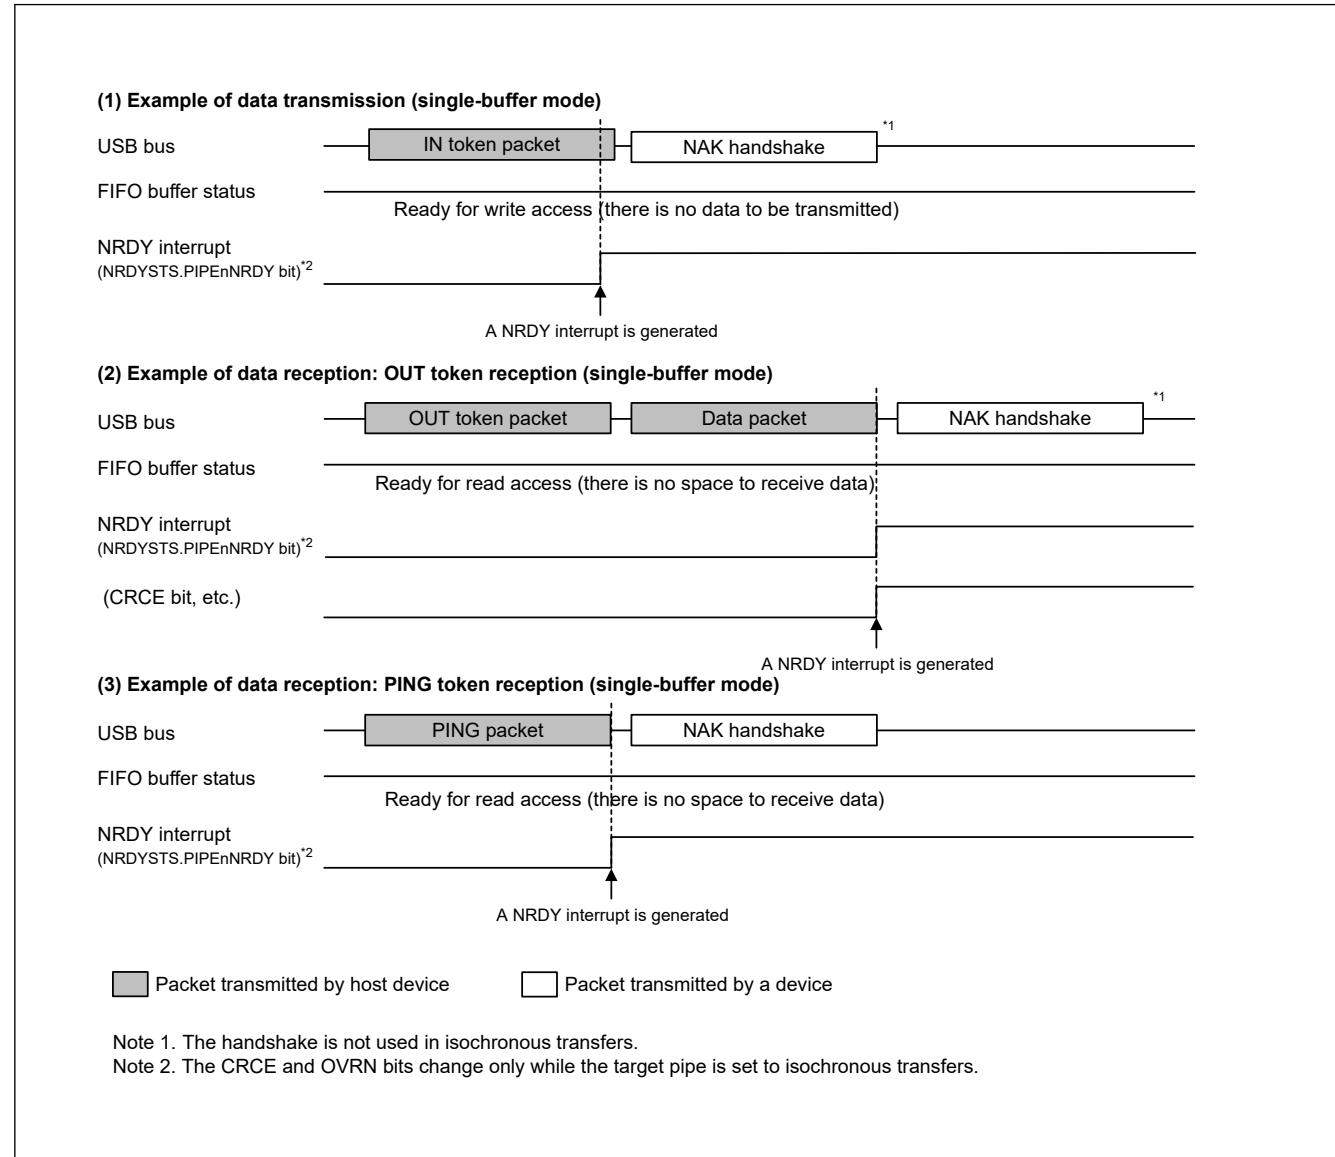 (1) Example of data transmission (single-buffer mode)
USB bus
IN token packet
NAK handshake
*1
FIFO buffer status
Ready for write access (there is no data to be transmitted)
NRDY interrupt
(NRDYSTS.PIPEnNRDY bit)*2
A NRDY interrupt is generated
(2) Example of data reception: OUT token reception (single-buffer mode)
USB bus
OUT token packet
Data packet
NAK handshake
*1
FIFO buffer status
Ready for read access (there is no space to receive data)
NRDY interrupt
(NRDYSTS.PIPEnNRDY bit)*2
(CRCE bit, etc.)
A NRDY interrupt is generated
(3) Example of data reception: PING token reception (single-buffer mode)
USB bus
PING packet
NAK handshake
FIFO buffer status
Ready for read access (there is no space to receive data)
NRDY interrupt
(NRDYSTS.PIPEnNRDY bit)*2
A NRDY interrupt is generated
Packet transmitted by host device
Packet transmitted by a device
Note 1. The handshake is not used in isochronous transfers.
Note 2. The CRCE and OVRN bits change only while the target pipe is set to isochronous transfers.